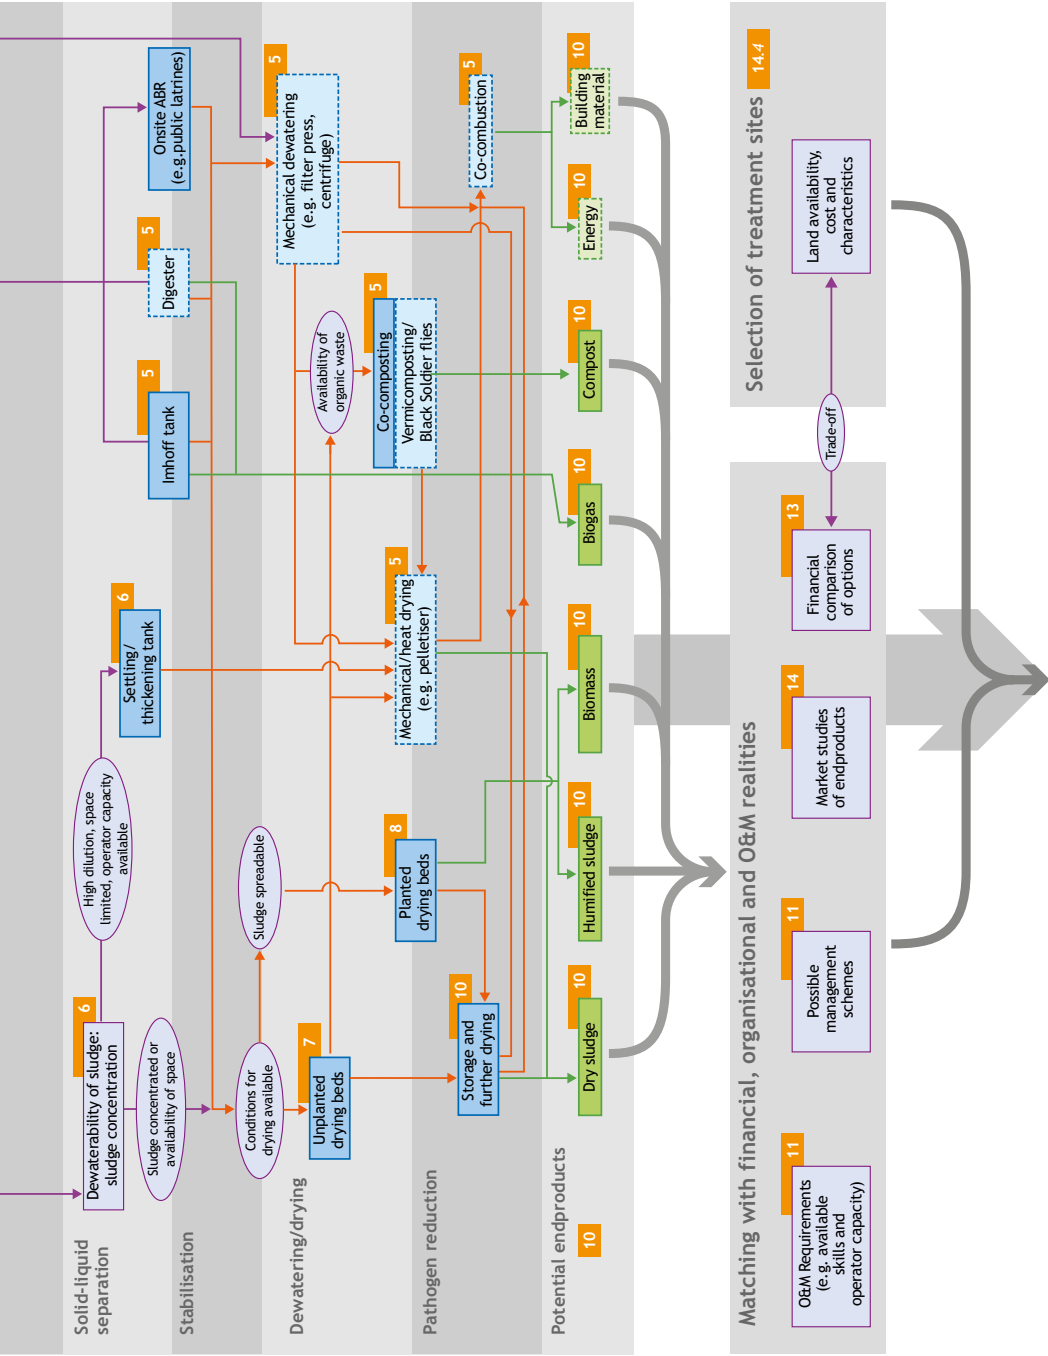 Solid-liquid
separation
Dewaterability of sludge:
sludge concentration
6
High dilution, space
limited, operator capacity
available
Settling/
thickening tank
6
Sludge concentrated or
availability of space
Stabilisation
Imhoff tank
5
Digester
5
Onsite ABR
(e.g.public latrines)
Dewatering/drying
Conditions for
drying available
Sludge spreadable
Unplanted
drying beds
7
Availability of
organic waste
Mechanical dewatering
(e.g. filter press,
centrifuge)
5
Planted
drying beds
8
Mechanical/heat drying
(e.g. pelletiser)
5
Co-composting
Vermicomposting/
Black Soldier flies
5
Pathogen reduction
Storage and
further drying
10
Co-combustion
5
Potential endproducts
10
Dry sludge
10
Humified sludge
10
Biomass
10
Biogas
10
Compost
10
Energy
10
Building
material
10
Matching with financial, organisational and O&M realities
O&M Requirements
(e.g. available
skills and
operator capacity)
11
Possible
management
schemes
11
Market studies
of endproducts
14
Financial
comparison
of options
13
Trade-off
Selection of treatment sites
14.4
Land availability,
cost and
characteristics